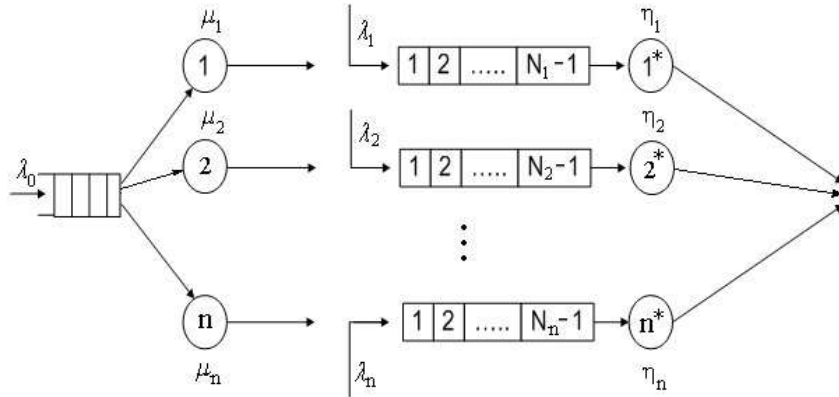 μ₁ λ₁ η₁
1 1 2 ..... N₁-1 1*
μ₂ λ₂ η₂
λ₀ 2 1 2 ..... N₂-1 2*
n 1 2 ..... Nₙ-1 n*
μₙ λₙ ηₙ